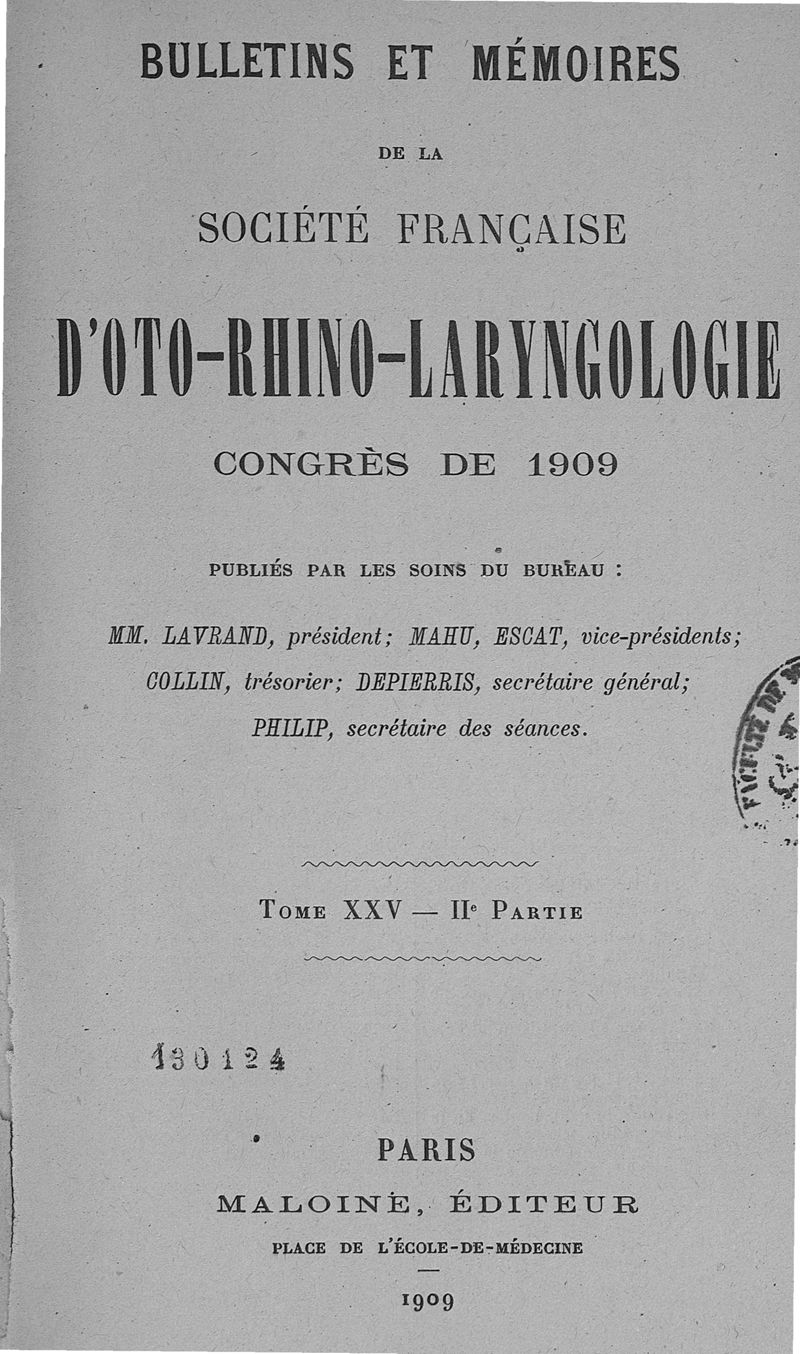 BULLETINS ET MÉMOIRES
DE LA
SOCIÉTÉ FRANÇAISE
D'OTO-RHINO-LARYNGOLOGIE
CONGRÈS DE 1909
PUBLIÉS PAR LES SOINS DU BUREAU :
MM. LAVRAND, président; MAHU, ESCAT, vice-présidents;
COLLIN, trésorier; DEPIERRIS, secrétaire général;
PHILIP, secrétaire des séances.
FACULTÉ DE
TOME XXV — IIe PARTIE
130124
PARIS
MALOINE, ÉDITEUR
PLACE DE L'ÉCOLE-DE-MÉDECINE
1909